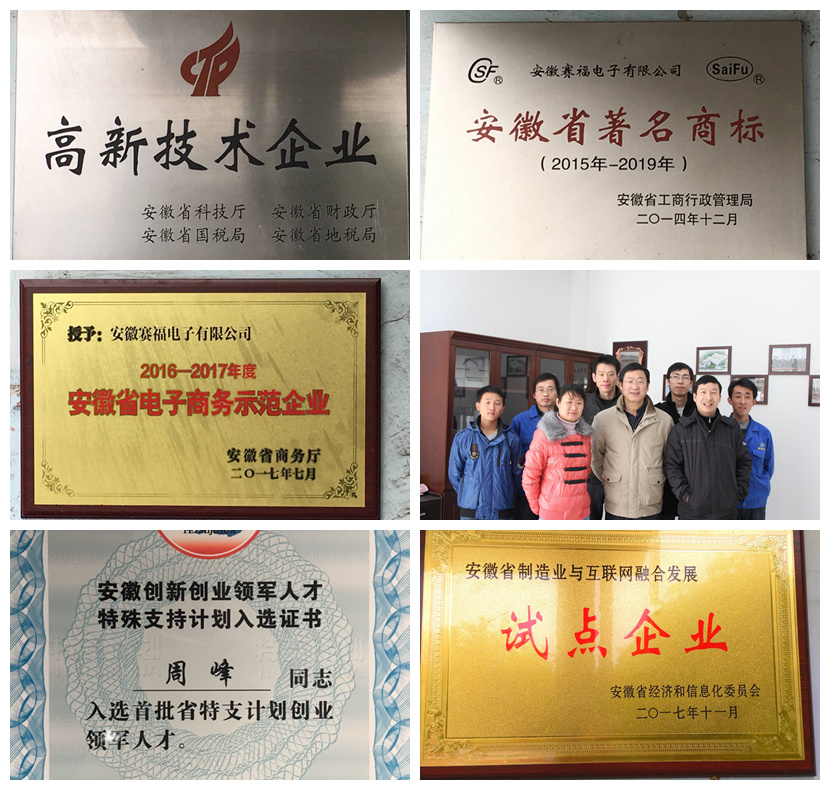 高新技术企业
安徽省科技厅 安徽省财政厅
安徽省国税局 安徽省地税局
CSF® 安徽赛福电子有限公司 SaiFu®
安徽省著名商标
(2015年-2019年)
安徽省工商行政管理局
二〇一四年十二月
授予：安徽赛福电子有限公司
2016—2017年度
安徽省电子商务示范企业
安徽省商务厅
二〇一七年七月
安徽创新创业领军人才
特殊支持计划入选证书
周峰 同志
入选首批省特支计划创业
领军人才。
安徽省制造业与互联网融合发展
试点企业
安徽省经济和信息化委员会
二〇一七年十一月